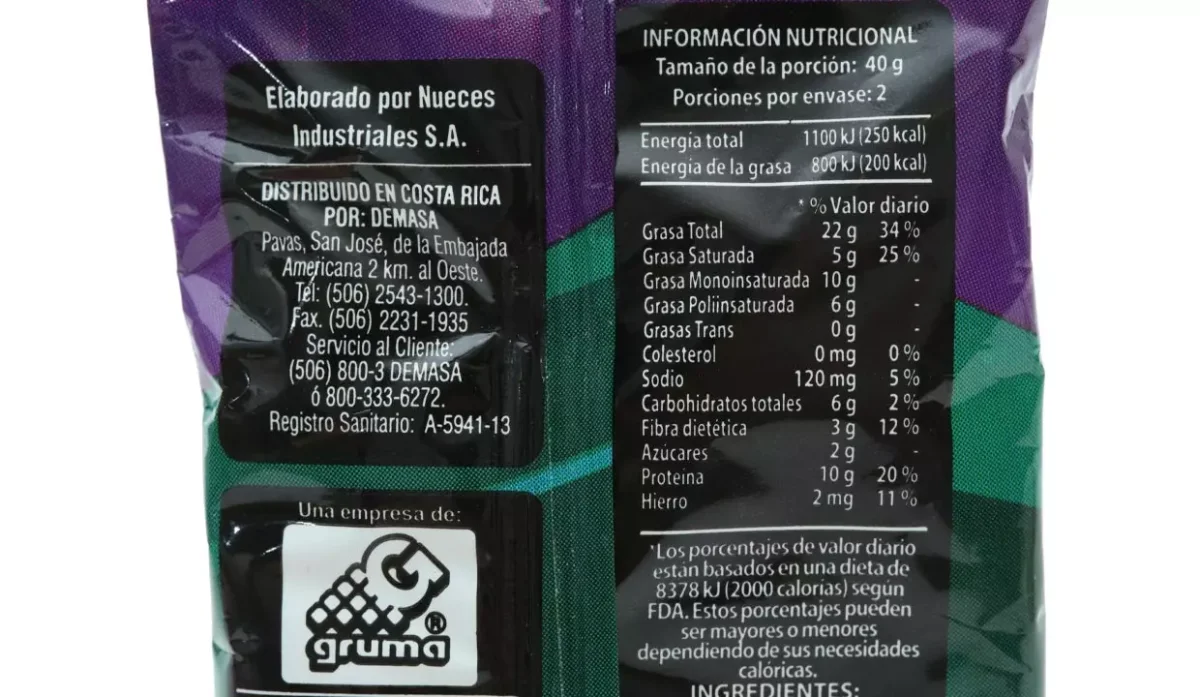 Elaborado por Nueces
Industriales S.A.
DISTRIBUIDO EN COSTA RICA
POR: DEMASA
Pavas, San José, de la Embajada
Americana 2 km. al Oeste.
Tel: (506) 2543-1300.
Fax. (506) 2231-1935
Servicio al Cliente:
(506) 800-3 DEMASA
ó 800-333-6272.
Registro Sanitario: A-5941-13
Una empresa de:
G
gruma®
INFORMACIÓN NUTRICIONAL
Tamaño de la porción: 40 g
Porciones por envase: 2
Energía total 1100 kJ (250 kcal)
Energía de la grasa 800 kJ (200 kcal)
* % Valor diario
Grasa Total 22 g 34 %
Grasa Saturada 5 g 25 %
Grasa Monoinsaturada 10 g -
Grasa Poliinsaturada 6 g -
Grasas Trans 0 g -
Colesterol 0 mg 0 %
Sodio 120 mg 5 %
Carbohidratos totales 6 g 2 %
Fibra dietética 3 g 12 %
Azúcares 2 g -
Proteína 10 g 20 %
Hierro 2 mg 11 %
*Los porcentajes de valor diario
están basados en una dieta de
8378 kJ (2000 calorías) según
FDA. Estos porcentajes pueden
ser mayores o menores
dependiendo de sus necesidades
calóricas.
INGREDIENTES: